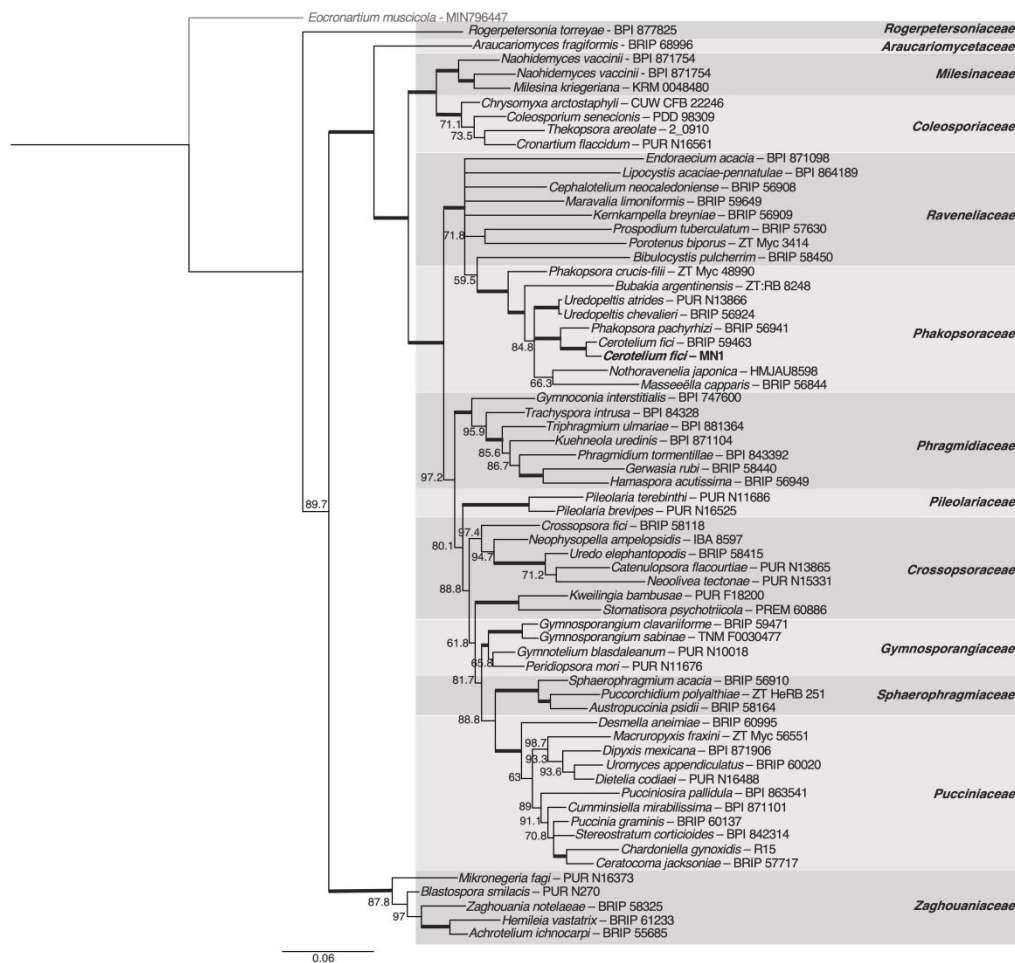 Eocronartium muscicola - MIN796447
Rogerpetersonia torreyae - BPI 877825
Rogerpetersoniaceae
Araucariomyces fragiformis - BRIP 68996
Araucariomycetaceae
Naohidemyces vaccinii - BPI 871754
Naohidemyces vaccinii - BPI 871754
Milesinaceae
Milesina kriegeriana – KRM 0048480
Chrysomyxa arctostaphyli – CUW CFB 22246
Coleosporium senecionis – PDD 98309
71.1
Coleosporiaceae
Thekopsora areolate – 2_0910
73.5
Cronartium flaccidum – PUR N16561
Endoraecium acacia – BPI 871098
Lipocystis acaciae-pennatulae – BPI 864189
Cephalotelium neocaledoniense – BRIP 56908
Maravalia limoniformis – BRIP 59649
Kernkampella breyniae – BRIP 56909
Raveneliaceae
Prospodium tuberculatum – BRIP 57630
71.8
Porotenus biporus – ZT Myc 3414
Bibulocystis pulcherrim – BRIP 58450
59.5
Phakopsora crucis-filii – ZT Myc 48990
Bubakia argentinensis – ZT:RB 8248
Uredopeltis atrides – PUR N13866
Uredopeltis chevalieri – BRIP 56924
Phakopsora pachyrhizi – BRIP 56941
Phakopsoraceae
Cerotelium fici – BRIP 59463
84.8
Cerotelium fici – MN1
Nothoravenelia japonica – HMJAU8598
66.3
Masseeëlla capparis – BRIP 56844
Gymnoconia interstitialis – BPI 747600
Trachyspora intrusa – BPI 84328
95.9
Triphragmium ulmariae – BPI 881364
Kuehneola uredinis – BPI 871104
Phragmidiaceae
85.6
Phragmidium tormentillae – BPI 843392
86.7
Gerwasia rubi – BRIP 58440
97.2
Hamaspora acutissima – BRIP 56949
Pileolaria terebinthi – PUR N11686
Pileolariaceae
89.7
Pileolaria brevipes – PUR N16525
Crossopsora fici – BRIP 58118
97.4
80.1
Neophysopella ampelopsidis – IBA 8597
94.7
Uredo elephantopodis – BRIP 58415
Catenulopsora flacourtiae – PUR N13865
Crossopsoraceae
71.2
Neoolivea tectonae – PUR N15331
88.8
Kweilingia bambusae – PUR F18200
Stomatisora psychotriicola – PREM 60886
Gymnosporangium clavariiforme – BRIP 59471
Gymnosporangium sabinae – TNM F0030477
61.8
Gymnosporangiaceae
Gymnotelium blasdaleanum – PUR N10018
65.8
Peridiopsora mori – PUR N11676
Sphaerophragmium acacia – BRIP 56910
81.7
Puccorchidium polyalthiae – ZT HeRB 251
Sphaerophragmiaceae
Austropuccinia psidii – BRIP 58164
88.8
Desmella aneimiae – BRIP 60995
Macruropyxis fraxini – ZT Myc 56551
98.7
Dipyxis mexicana – BPI 871906
93.3
Uromyces appendiculatus – BRIP 60020
93.6
63
Dietelia codiaei – PUR N16488
Pucciniosira pallidula – BPI 863541
Pucciniaceae
Cumminsiella mirabilissima – BPI 871101
89
Puccinia graminis – BRIP 60137
91.1
Stereostratum corticioides – BPI 842314
70.8
Chardoniella gynoxidis – R15
Ceratocoma jacksoniae – BRIP 57717
Mikronegeria fagi – PUR N16373
Blastospora smilacis – PUR N270
87.8
Zaghouania notelaeae – BRIP 58325
Zaghouaniaceae
97
Hemileia vastatrix – BRIP 61233
Achrotelium ichnocarpi – BRIP 55685
0.06